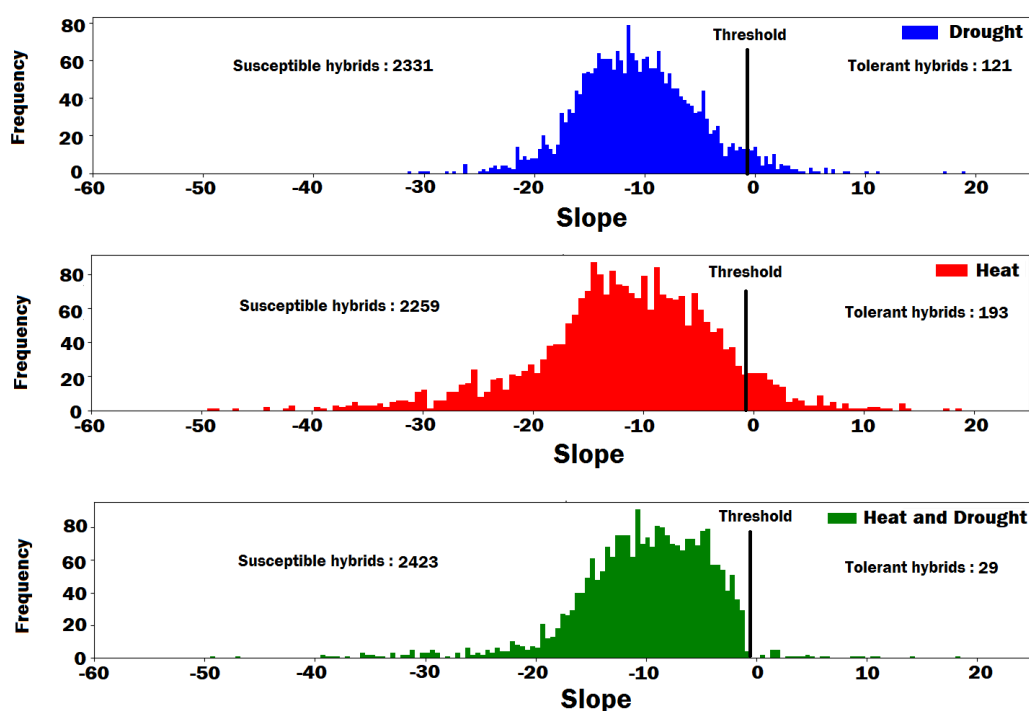 80
60
40
20
0
Frequency
Susceptible hybrids : 2331
Threshold
Drought
Tolerant hybrids : 121
-60 -50 -40 -30 -20 -10 0 10 20
Slope
80
60
40
20
0
Frequency
Susceptible hybrids : 2259
Threshold
Heat
Tolerant hybrids : 193
-60 -50 -40 -30 -20 -10 0 10 20
Slope
80
60
40
20
0
Frequency
Susceptible hybrids : 2423
Threshold
Heat and Drought
Tolerant hybrids : 29
-60 -50 -40 -30 -20 -10 0 10 20
Slope